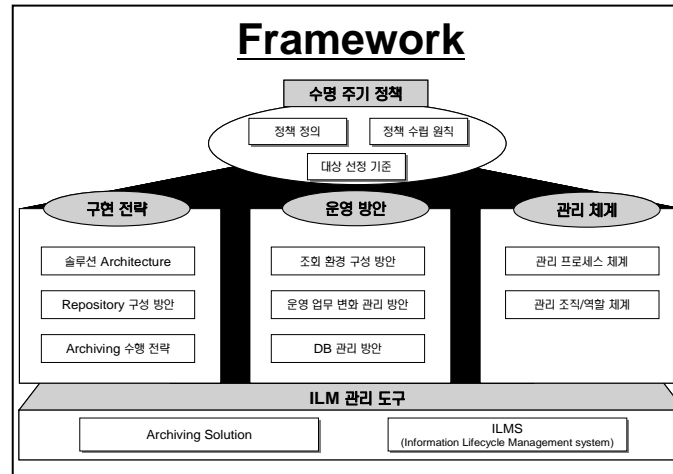 Framework
수명 주기 정책
정책 정의
정책 수립 원칙
대상 선정 기준
구현 전략
운영 방안
관리 체계
솔루션 Architecture
조회 환경 구성 방안
관리 프로세스 체계
Repository 구성 방안
운영 업무 변화 관리 방안
관리 조직/역할 체계
Archiving 수행 전략
DB 관리 방안
ILM 관리 도구
Archiving Solution
ILMS
(Information Lifecycle Management system)